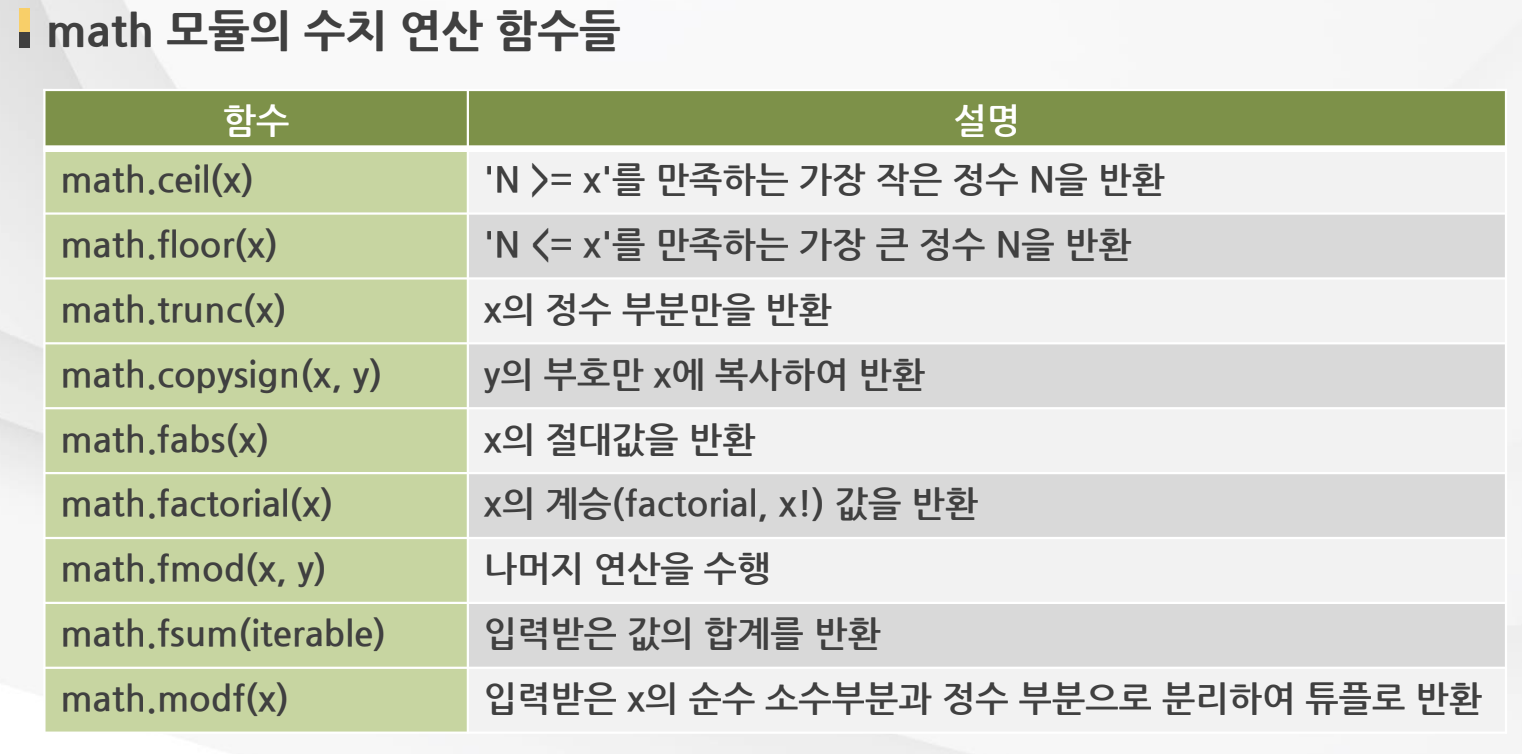 math 모듈의 수치 연산 함수들
함수 설명
math.ceil(x) 'N >= x'를 만족하는 가장 작은 정수 N을 반환
math.floor(x) 'N <= x'를 만족하는 가장 큰 정수 N을 반환
math.trunc(x) x의 정수 부분만을 반환
math.copysign(x, y) y의 부호만 x에 복사하여 반환
math.fabs(x) x의 절대값을 반환
math.factorial(x) x의 계승(factorial, x!) 값을 반환
math.fmod(x, y) 나머지 연산을 수행
math.fsum(iterable) 입력받은 값의 합계를 반환
math.modf(x) 입력받은 x의 순수 소수부분과 정수 부분으로 분리하여 튜플로 반환